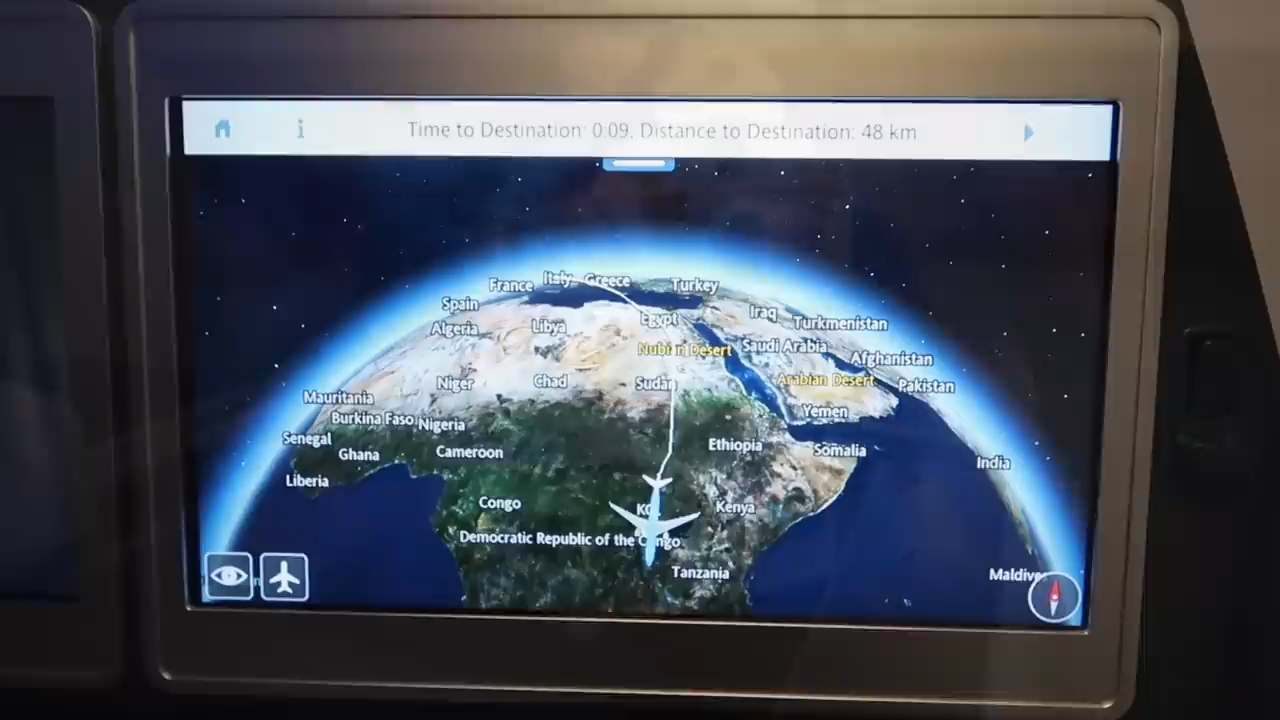 Time to Destination: 0:09. Distance to Destination: 48 km
France
Italy
Greece
Turkey
Spain
Algeria
Libya
Egypt
Iraq
Turkmenistan
Nubian Desert
Saudi Arabia
Afghanistan
Niger
Chad
Sudan
Arabian Desert
Pakistan
Mauritania
Burkina Faso
Nigeria
Yemen
Senegal
Ghana
Cameroon
Ethiopia
Somalia
India
Liberia
Congo
Kenya
Democratic Republic of the Congo
Tanzania
Maldive